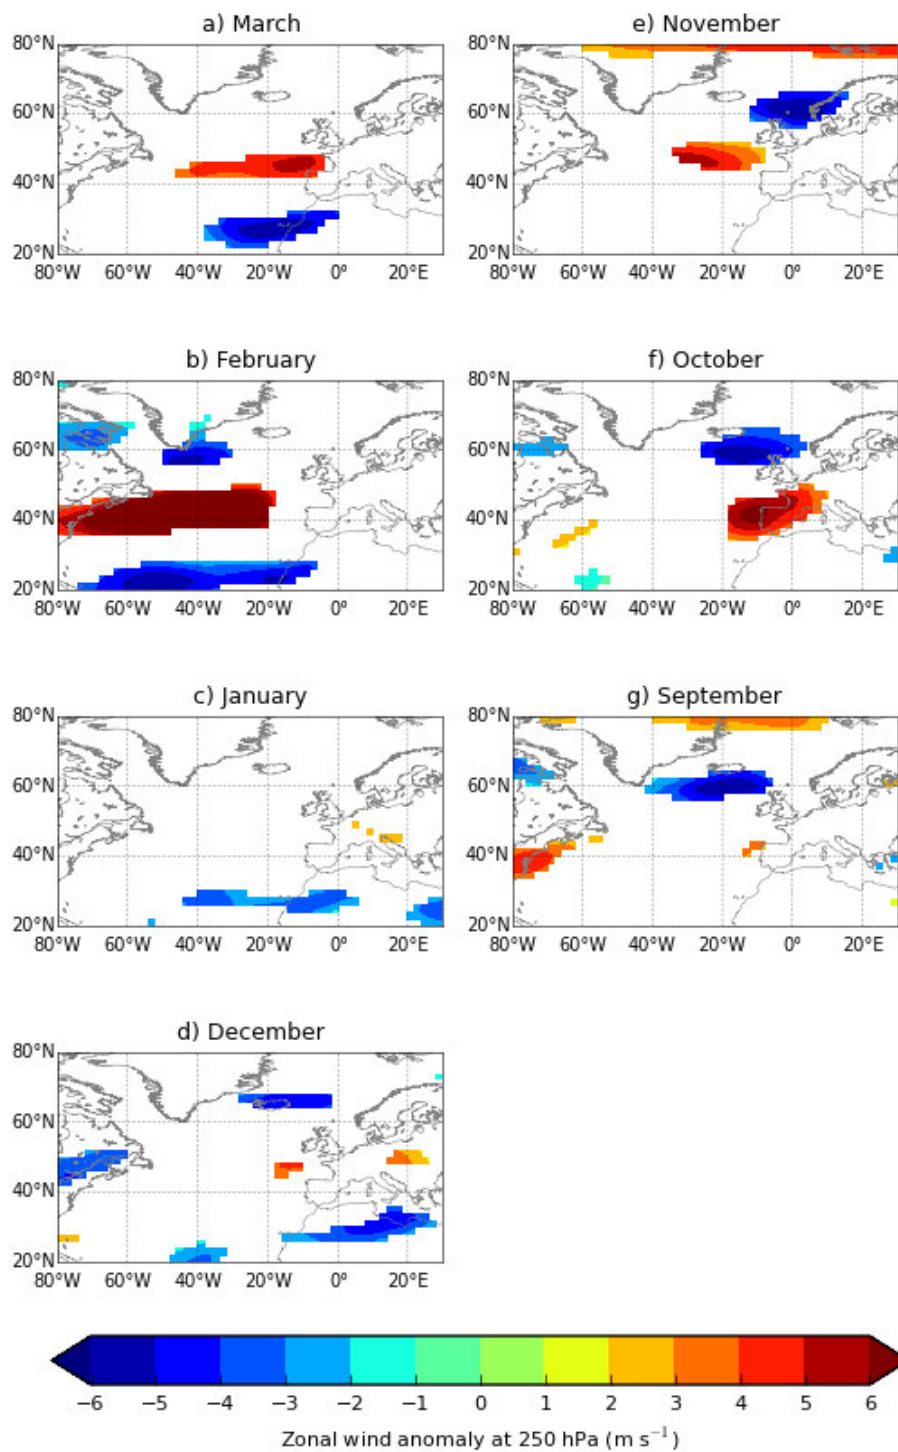 a) March
80°N
60°N
40°N
20°N
80°W 60°W 40°W 20°W 0° 20°E
e) November
80°N
60°N
40°N
20°N
80°W 60°W 40°W 20°W 0° 20°E
b) February
80°N
60°N
40°N
20°N
80°W 60°W 40°W 20°W 0° 20°E
f) October
80°N
60°N
40°N
20°N
80°W 60°W 40°W 20°W 0° 20°E
c) January
80°N
60°N
40°N
20°N
80°W 60°W 40°W 20°W 0° 20°E
g) September
80°N
60°N
40°N
20°N
80°W 60°W 40°W 20°W 0° 20°E
d) December
80°N
60°N
40°N
20°N
80°W 60°W 40°W 20°W 0° 20°E
−6 −5 −4 −3 −2 −1 0 1 2 3 4 5 6
Zonal wind anomaly at 250 hPa (m s⁻¹)